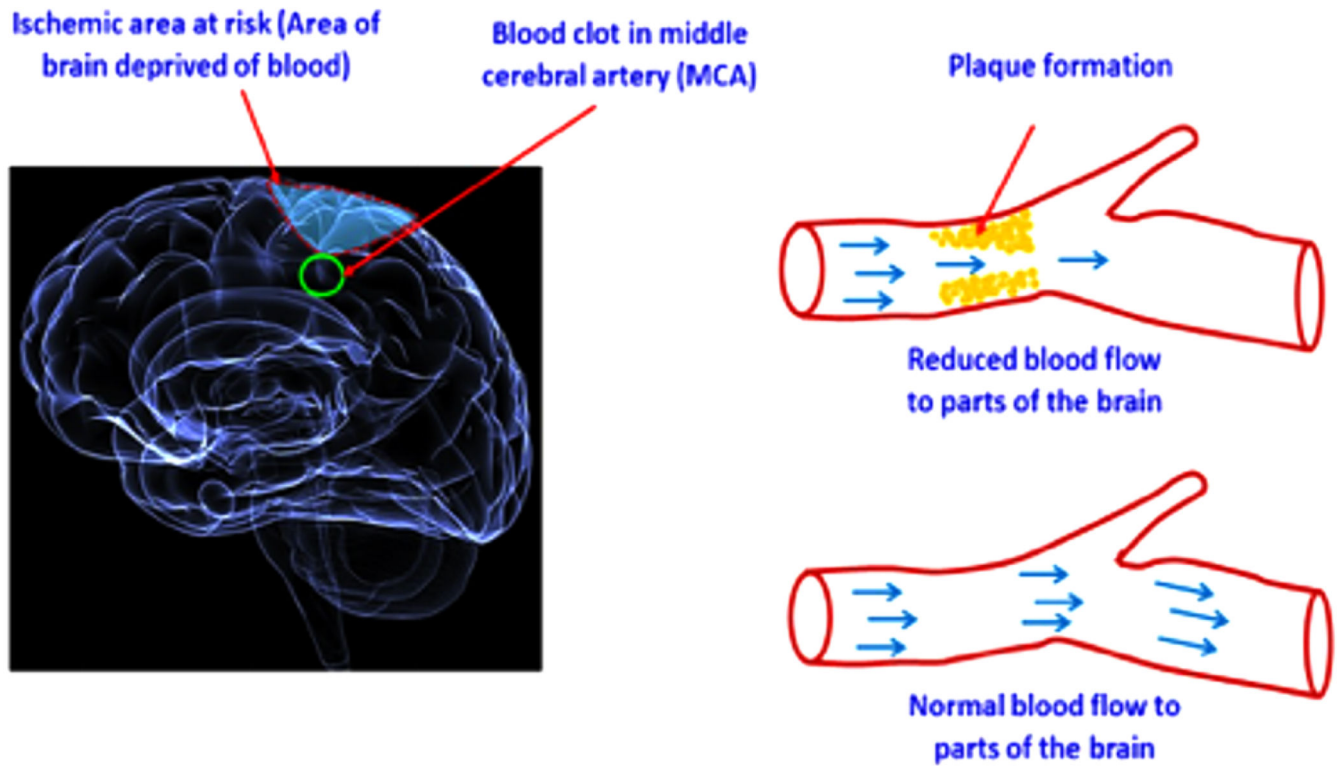 Ischemic area at risk (Area of
brain deprived of blood)
Blood clot in middle
cerebral artery (MCA)
Plaque formation
Reduced blood flow
to parts of the brain
Normal blood flow to
parts of the brain